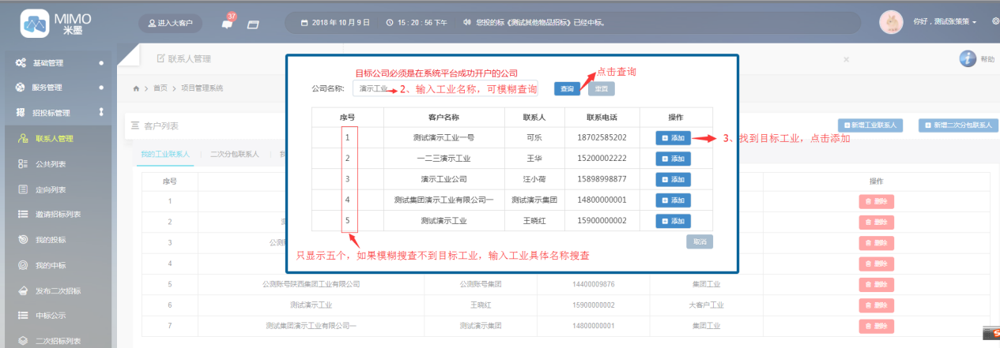 MIMO
米墨
进入大客户
37
2018 年 10 月 9 日
15 : 20 : 56 下午
您投的标《测试其他物品招标》已经中标。
你好，测试张策策
基础管理
服务管理
招投标管理
联系人管理
公共列表
定向列表
邀请招标列表
我的投标
我的中标
发布二次招标
中标公示
二次招标列表
联系人管理
×
帮助
首页 > 项目管理系统
客户列表
新增工业联系人
新增二次分包联系人
我的工业联系人
二次分包联系人
目标公司必须是在系统平台成功开户的公司
公司名称:
演示工业
2、输入工业名称，可模糊查询
查询
点击查询
重置
序号 客户名称 联系人 联系电话 操作
1 测试演示工业一号 可乐 18702585202 添加
3、找到目标工业，点击添加
2 一二三演示工业 王华 15200002222 添加
3 演示工业公司 汪小荷 15898998877 添加
4 测试集团演示工业有限公司一 测试演示集团 14800000001 添加
5 测试演示工业 王晓红 15900000002 添加
取消
只显示五个，如果模糊搜查不到目标工业，输入工业具体名称搜查
序号 操作
1 删除
2 删除
3 公测 删除
4 删除
5 公测账号陕西集团工业有限公司 公测账号集团 14400009876 集团工业 删除
6 测试演示工业 王晓红 15900000002 大客户工业 删除
7 测试集团演示工业有限公司一 测试演示集团 14800000001 集团工业 删除